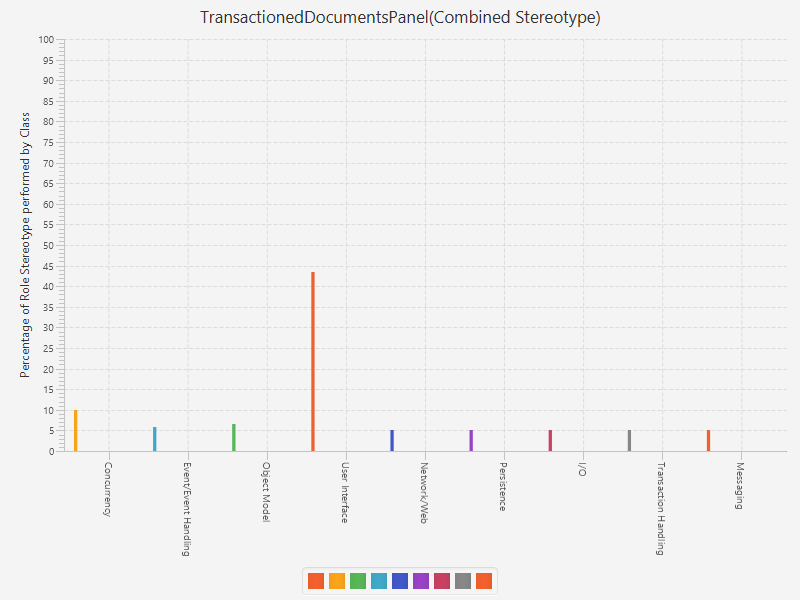 TransactionedDocumentsPanel(Combined Stereotype)
Percentage of Role Stereotype performed by Class
100
95
90
85
80
75
70
65
60
55
50
45
40
35
30
25
20
15
10
5
0
Concurrency
Event/Event Handling
Object Model
User Interface
Network/Web
Persistence
I/O
Transaction Handling
Messaging